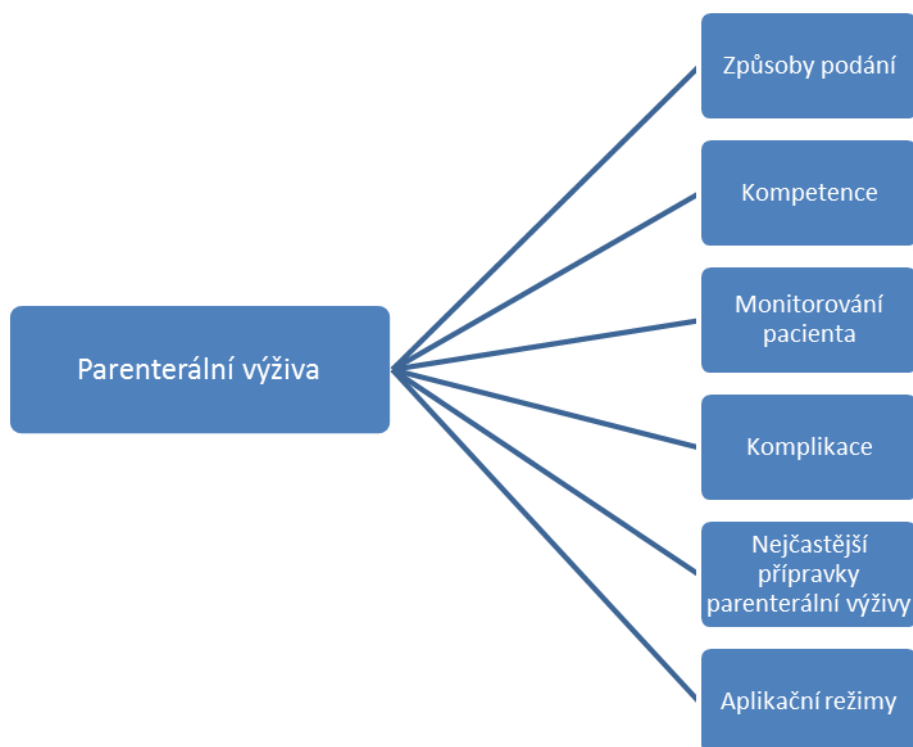 Způsoby podání
Kompetence
Monitorování
pacienta
Parenterální výživa
Komplikace
Nejčastější
přípravky
parenterální výživy
Aplikační režimy